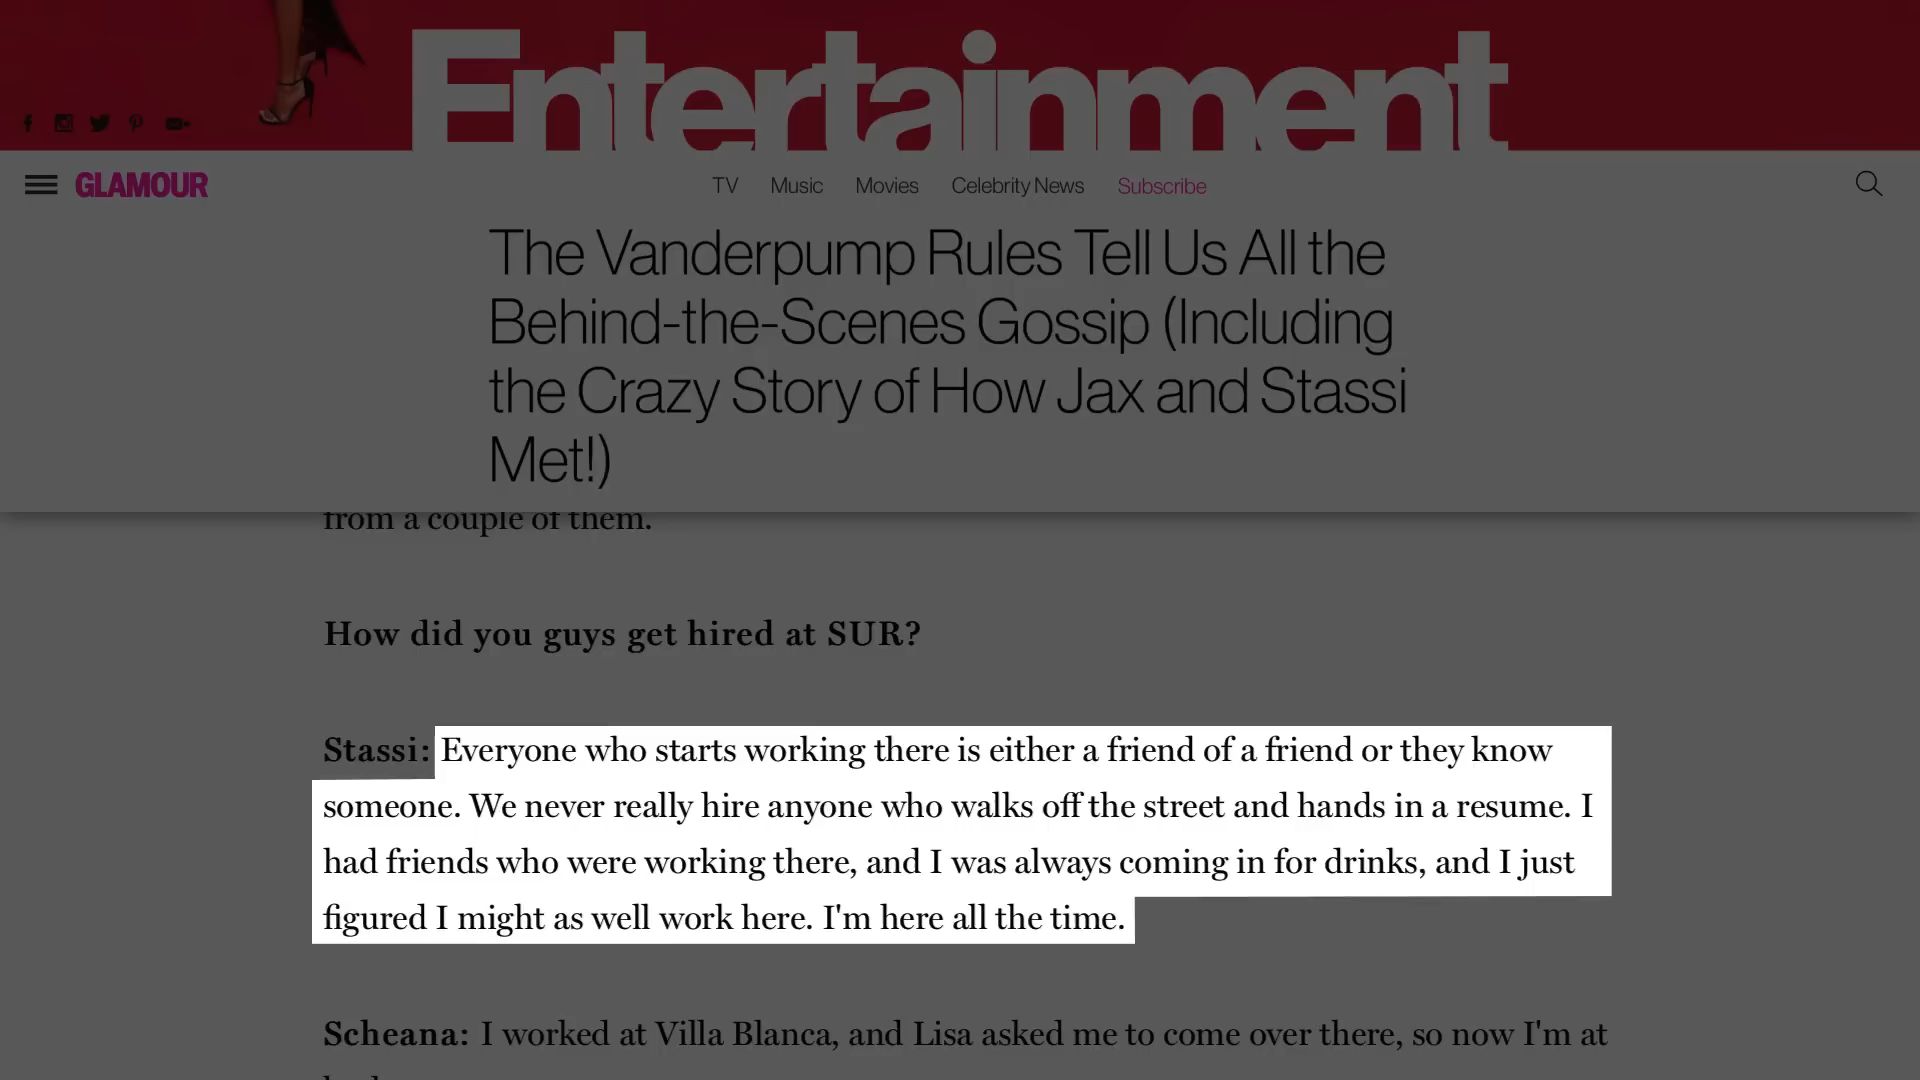 Entertainment
GLAMOUR
TV Music Movies Celebrity News Subscribe
The Vanderpump Rules Tell Us All the
Behind-the-Scenes Gossip (Including
the Crazy Story of How Jax and Stassi
Met!)
from a couple of them.
How did you guys get hired at SUR?
Stassi: Everyone who starts working there is either a friend of a friend or they know
someone. We never really hire anyone who walks off the street and hands in a resume. I
had friends who were working there, and I was always coming in for drinks, and I just
figured I might as well work here. I'm here all the time.
Scheana: I worked at Villa Blanca, and Lisa asked me to come over there, so now I'm at